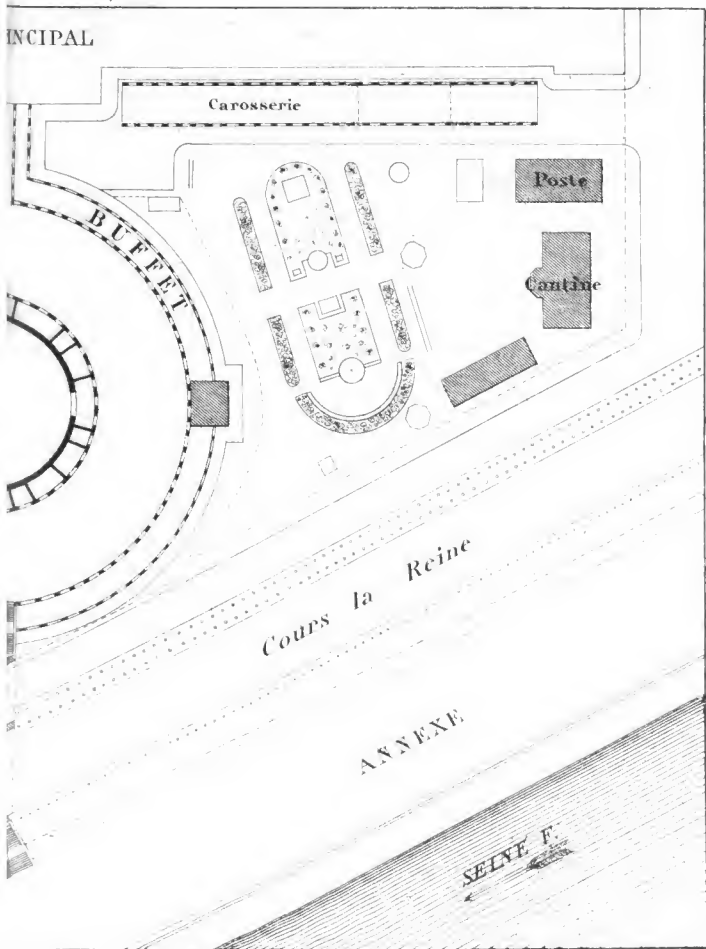 INCIPAL
Carosserie
Poste
BUFFET
Cantine
Cours la Reine
ANNEXE
SEINE F.